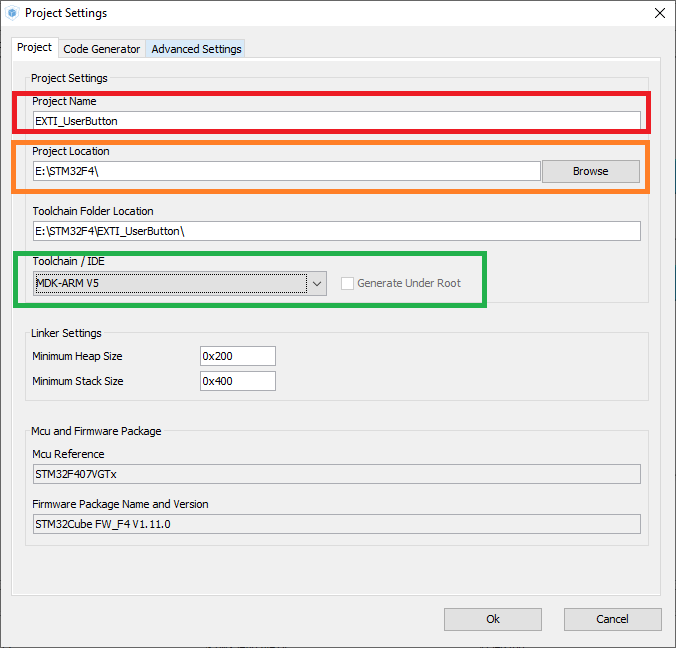 Project Settings
Project
Code Generator
Advanced Settings
Project Settings
Project Name
EXTI_UserButton
Project Location
E:\STM32F4\
Browse
Toolchain Folder Location
E:\STM32F4\EXTI_UserButton\
Toolchain / IDE
MDK-ARM V5
Generate Under Root
Linker Settings
Minimum Heap Size
0x200
Minimum Stack Size
0x400
Mcu and Firmware Package
Mcu Reference
STM32F407VGTx
Firmware Package Name and Version
STM32Cube FW_F4 V1.11.0
Ok
Cancel